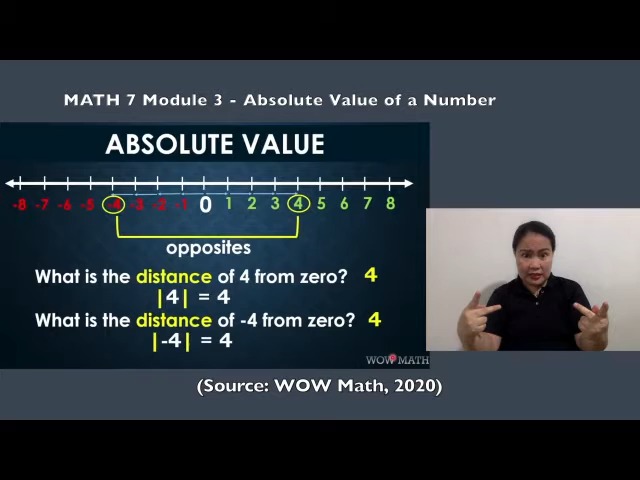 MATH 7 Module 3 - Absolute Value of a Number
ABSOLUTE VALUE
-8 -7 -6 -5 -4 -3 -2 -1 0 1 2 3 4 5 6 7 8
opposites
What is the distance of 4 from zero? 4
|4| = 4
What is the distance of -4 from zero? 4
|-4| = 4
WOW MATH
(Source: WOW Math, 2020)